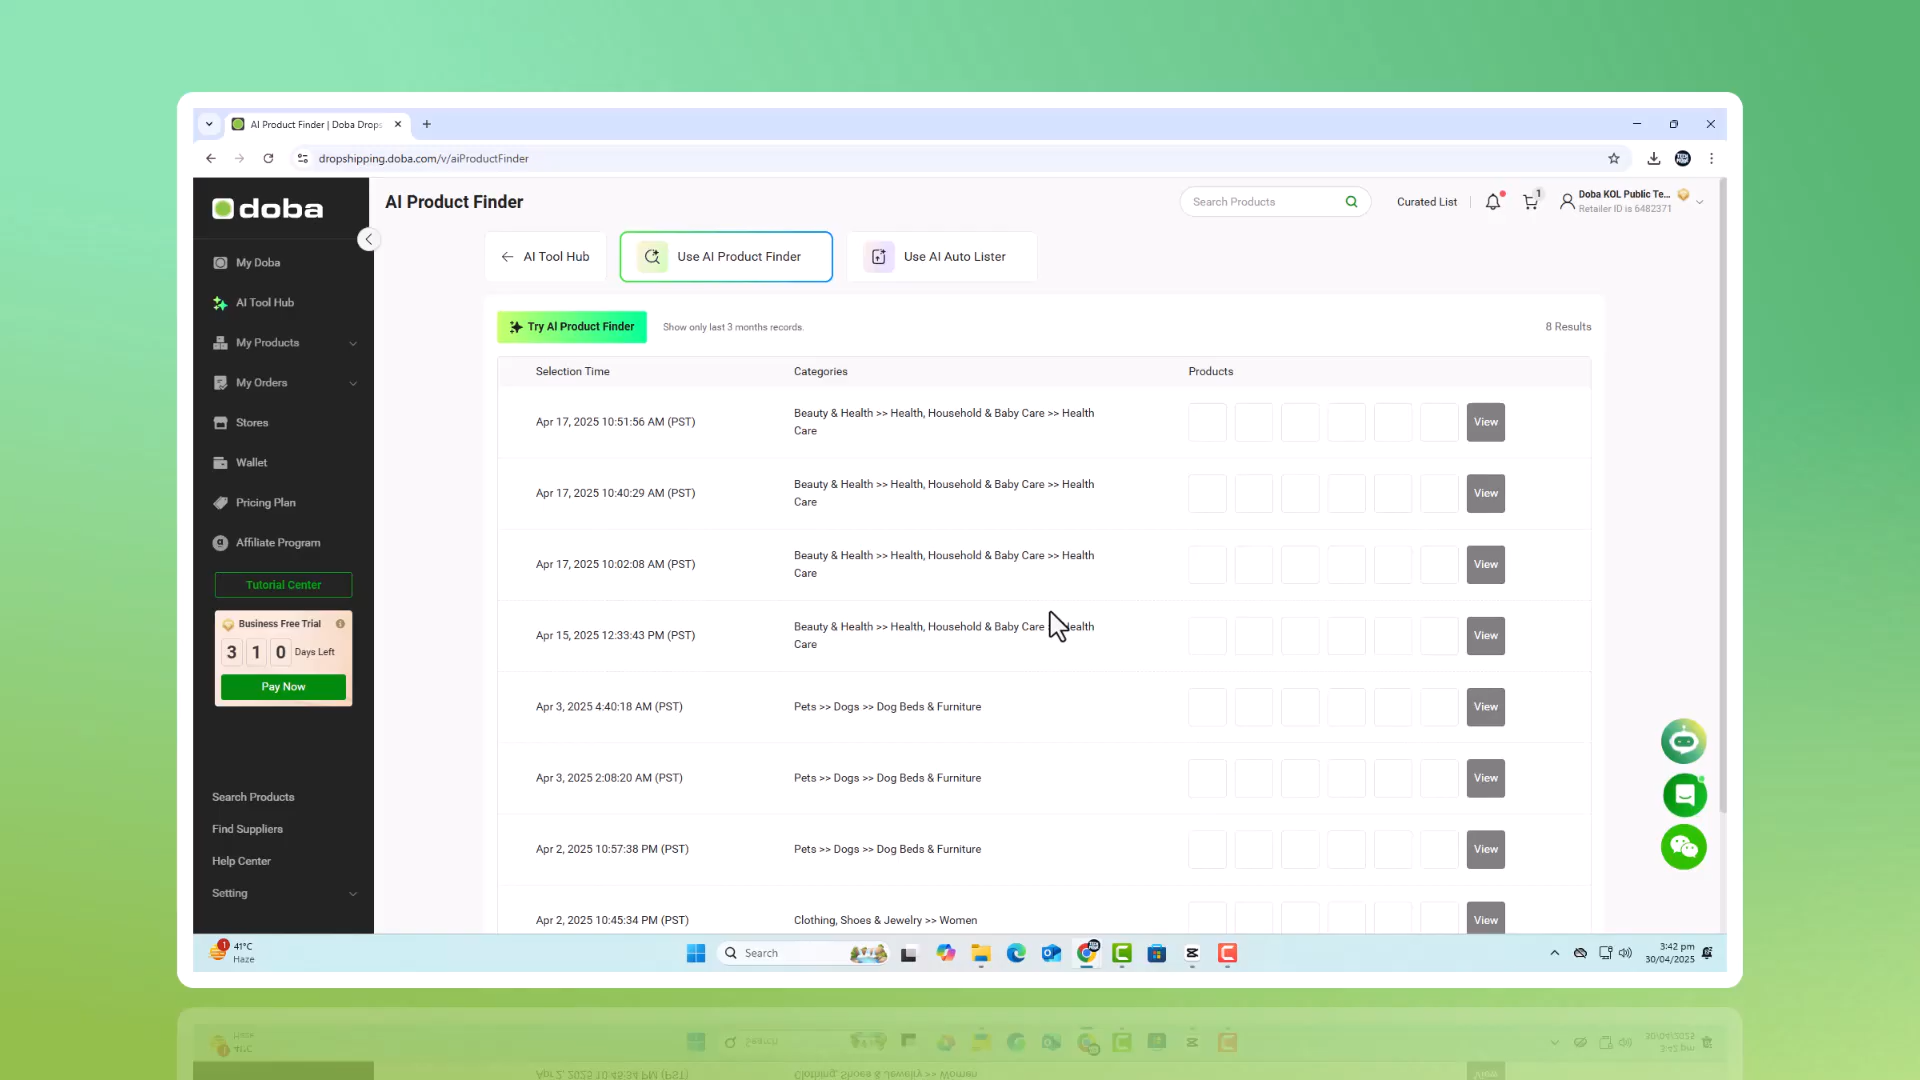 AI Product Finder | Doba Drops
dropshipping.doba.com/v/aiProductFinder
doba
AI Product Finder
Search Products
Curated List
1
Doba KOL Public Te...
Retailer ID is 6482371
My Doba
AI Tool Hub
My Products
My Orders
Stores
Wallet
Pricing Plan
Affiliate Program
Tutorial Center
Business Free Trial
3 1 0 Days Left
Pay Now
Search Products
Find Suppliers
Help Center
Setting
AI Tool Hub
Use AI Product Finder
Use AI Auto Lister
Try AI Product Finder
Show only last 3 months records.
8 Results
Selection Time Categories Products
Apr 17, 2025 10:51:56 AM (PST)
Beauty & Health >> Health, Household & Baby Care >> Health
Care
View
Apr 17, 2025 10:40:29 AM (PST)
Beauty & Health >> Health, Household & Baby Care >> Health
Care
View
Apr 17, 2025 10:02:08 AM (PST)
Beauty & Health >> Health, Household & Baby Care >> Health
Care
View
Apr 15, 2025 12:33:43 PM (PST)
Beauty & Health >> Health, Household & Baby Care ealth
Care
View
Apr 3, 2025 4:40:18 AM (PST)
Pets >> Dogs >> Dog Beds & Furniture
View
Apr 3, 2025 2:08:20 AM (PST)
Pets >> Dogs >> Dog Beds & Furniture
View
Apr 2, 2025 10:57:38 PM (PST)
Pets >> Dogs >> Dog Beds & Furniture
View
Apr 2, 2025 10:45:34 PM (PST)
Clothing, Shoes & Jewelry >> Women
View
1
41°C
Haze
Search
3:42 pm
30/04/2025